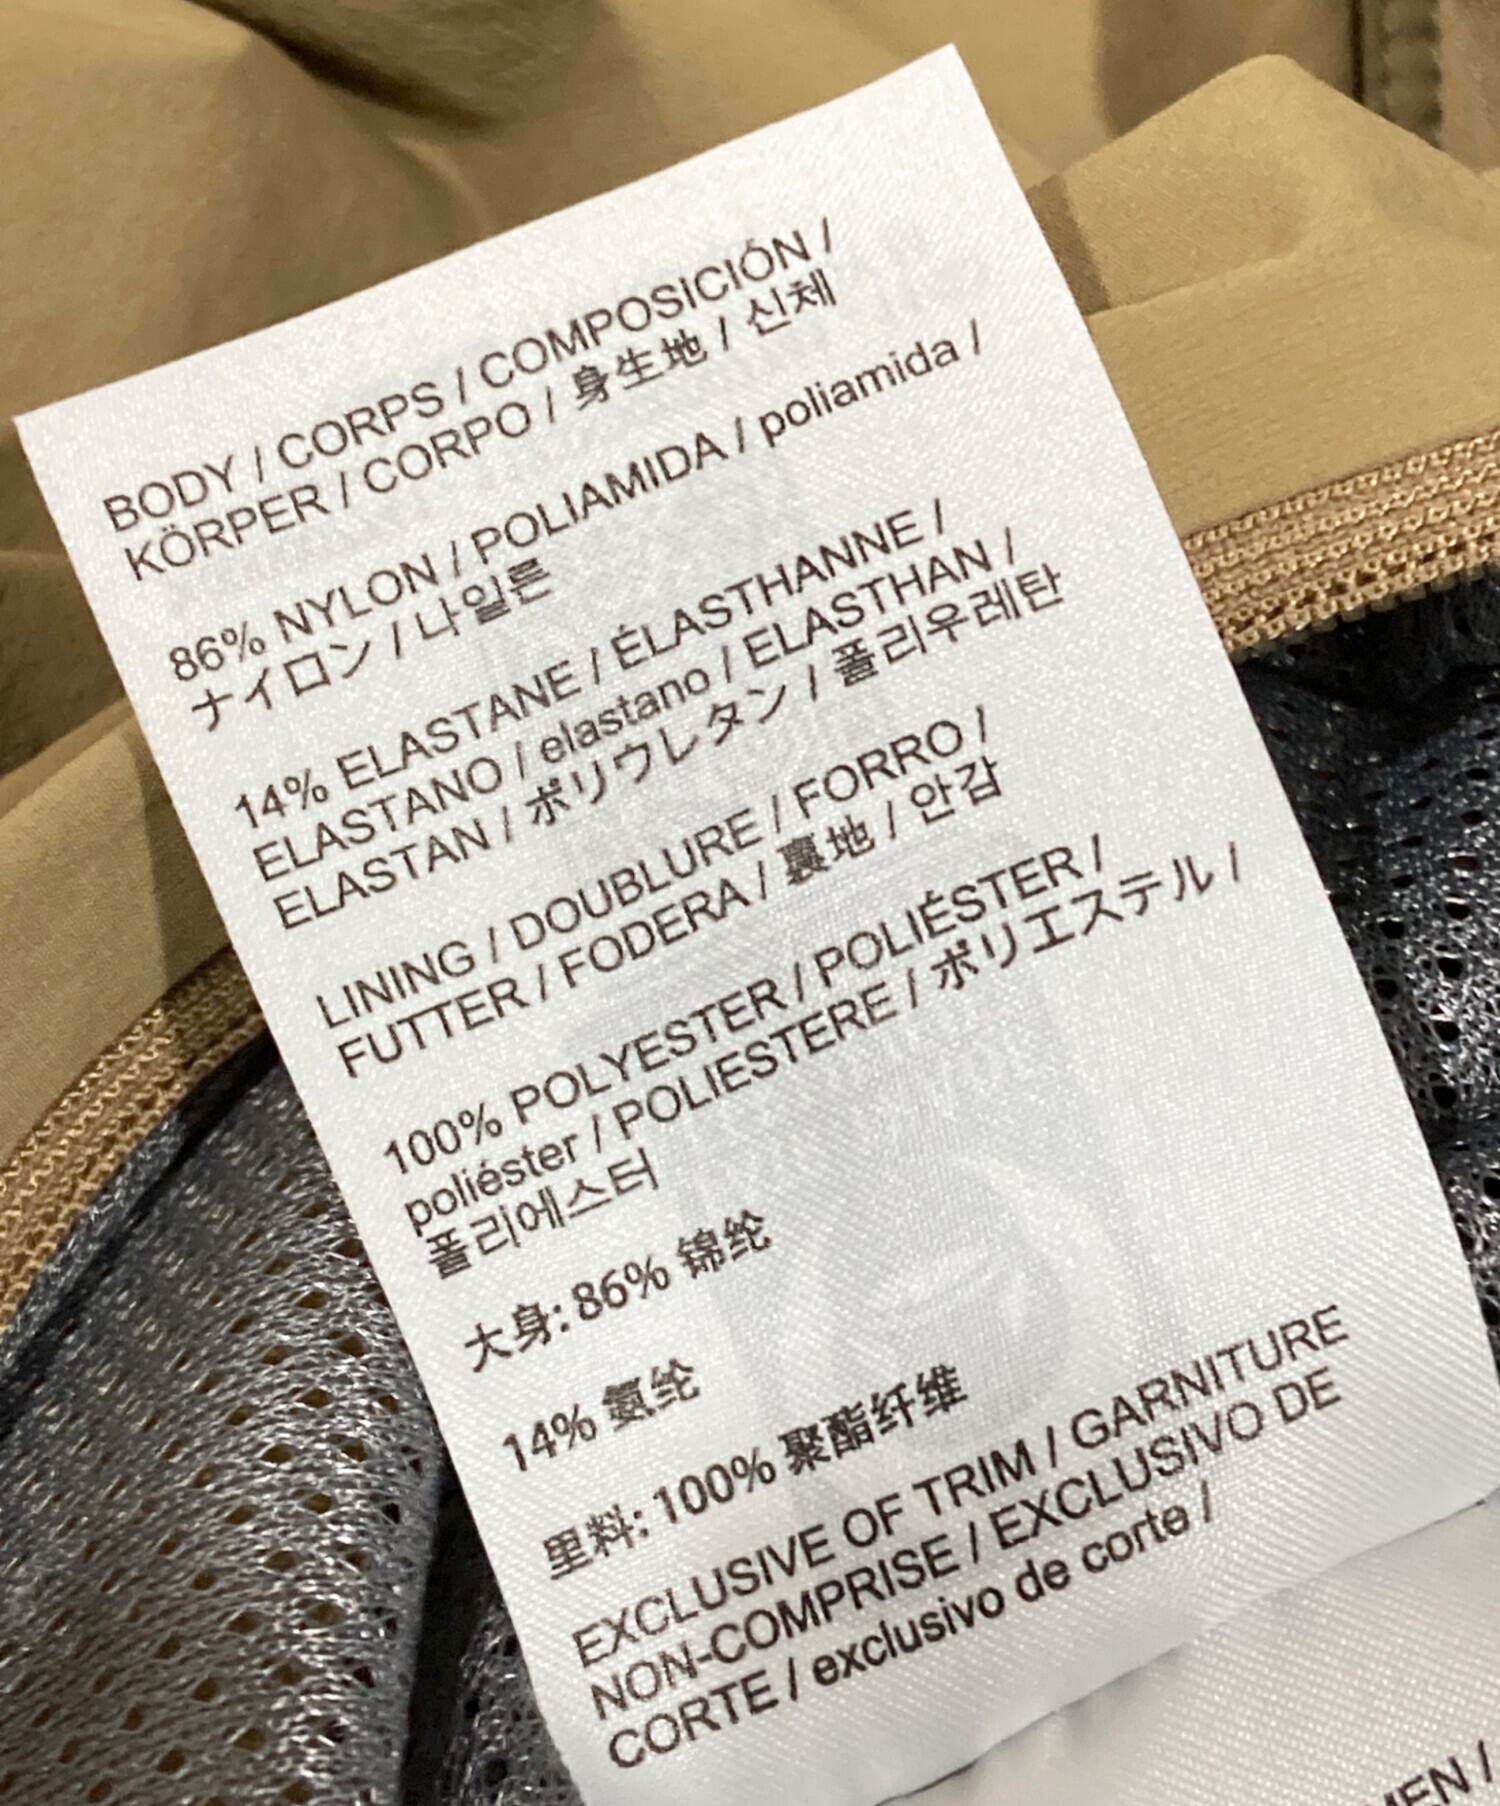 BODY / CORPS / COMPOSICIÓN /
KÖRPER / CORPO / 身生地 / 신체
86% NYLON / POLIAMIDA / poliamida /
ナイロン / 나일론
14% ELASTANE / ÉLASTHANNE /
ELASTANO / elastano / ELASTHAN /
ELASTAN / ポリウレタン / 폴리우레탄
LINING / DOUBLURE / FORRO /
FUTTER / FODERA / 裏地 / 안감
100% POLYESTER / POLIÉSTER /
poliéster / POLIESTERE / ポリエステル /
폴리에스터
大身: 86% 锦纶
14% 氨纶
里料: 100% 聚酯纤维
EXCLUSIVE OF TRIM / GARNITURE
NON-COMPRISE / EXCLUSIVO DE
CORTE / exclusivo de corte /